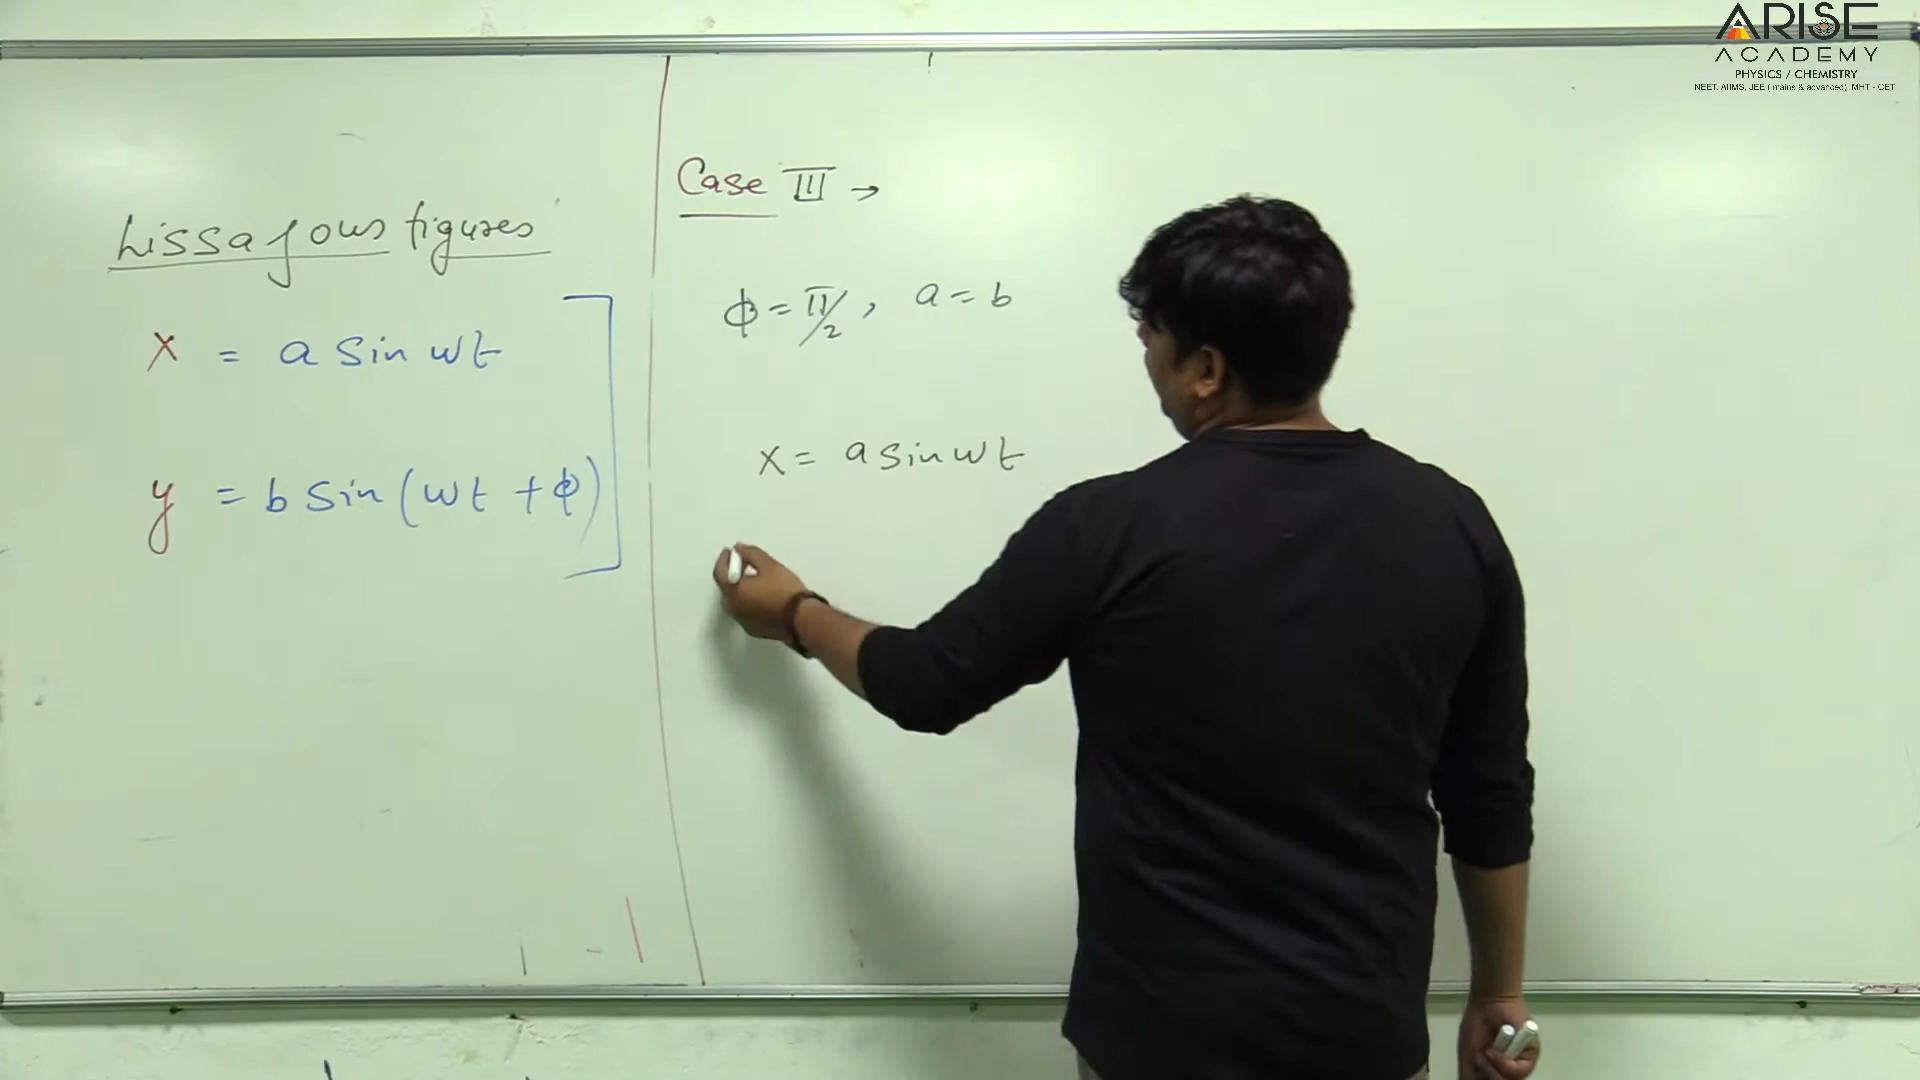 ARISE
ACADEMY
PHYSICS / CHEMISTRY
NEET, AIIMS, JEE ( mains & advanced), MHT - CET
Lissajous figures
x = a sin ωt
y = b sin (ωt + ϕ)
Case III →
ϕ = π/2 , a = b
x = a sin ωt